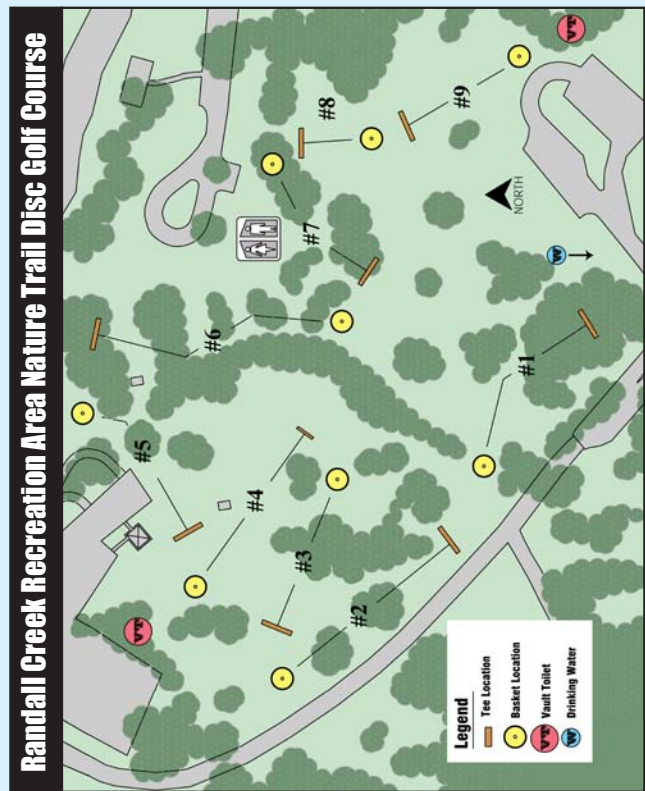 Randall Creek Recreation Area Nature Trail Disc Golf Course
#1
#2
#3
#4
#5
#6
#7
#8
#9
NORTH
W
VT
VT
Legend
Tee Location
Basket Location
VT Vault Toilet
W Drinking Water